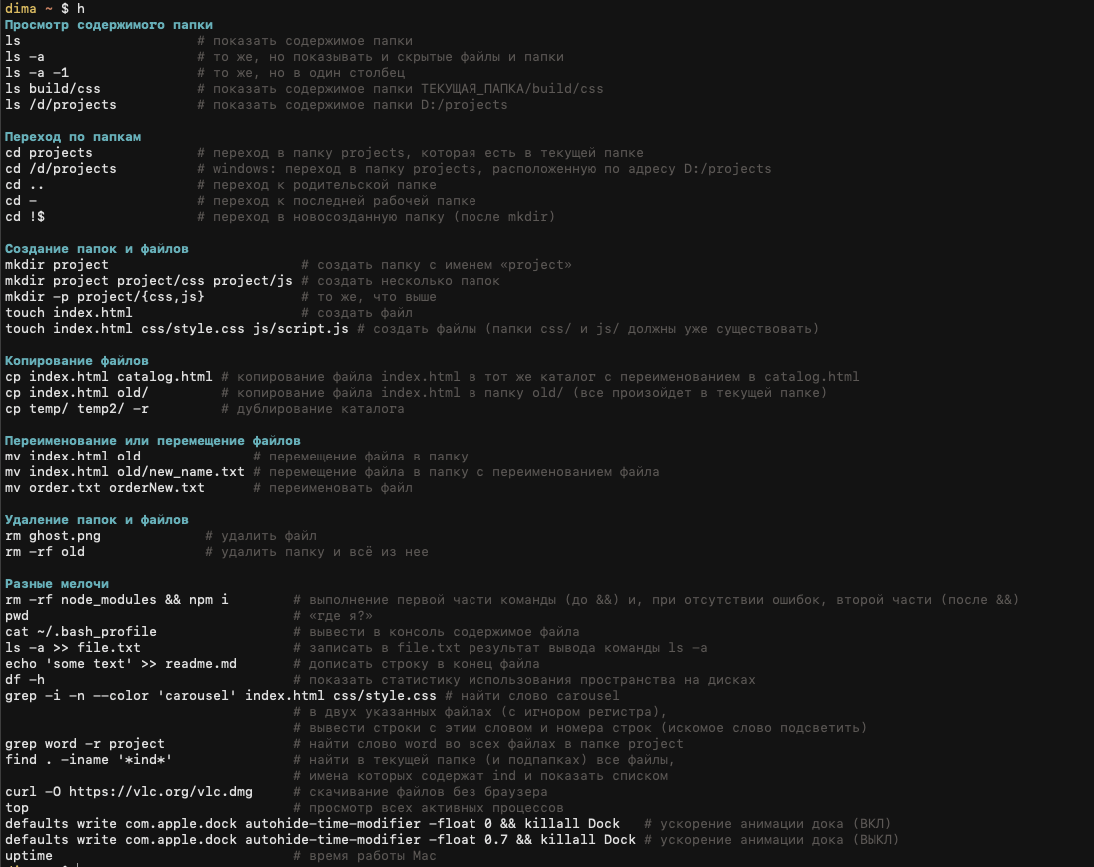 dima ~ $ h
Просмотр содержимого папки
ls # показать содержимое папки
ls -a # то же, но показывать и скрытые файлы и папки
ls -a -1 # то же, но в один столбец
ls build/css # показать содержимое папки ТЕКУЩАЯ_ПАПКА/build/css
ls /d/projects # показать содержимое папки D:/projects
Переход по папкам
cd projects # переход в папку projects, которая есть в текущей папке
cd /d/projects # windows: переход в папку projects, расположенную по адресу D:/projects
cd .. # переход к родительской папке
cd - # переход к последней рабочей папке
cd !$ # переход в новосозданную папку (после mkdir)
Создание папок и файлов
mkdir project # создать папку с именем «project»
mkdir project project/css project/js # создать несколько папок
mkdir -p project/{css,js} # то же, что выше
touch index.html # создать файл
touch index.html css/style.css js/script.js # создать файлы (папки css/ и js/ должны уже существовать)
Копирование файлов
cp index.html catalog.html # копирование файла index.html в тот же каталог с переименованием в catalog.html
cp index.html old/ # копирование файла index.html в папку old/ (все произойдет в текущей папке)
cp temp/ temp2/ -r # дублирование каталога
Переименование или перемещение файлов
mv index.html old # перемещение файла в папку
mv index.html old/new_name.txt # перемещение файла в папку с переименованием файла
mv order.txt orderNew.txt # переименовать файл
Удаление папок и файлов
rm ghost.png # удалить файл
rm -rf old # удалить папку и всё из нее
Разные мелочи
rm -rf node_modules && npm i # выполнение первой части команды (до &&) и, при отсутствии ошибок, второй части (после &&)
pwd # «где я?»
cat ~/.bash_profile # вывести в консоль содержимое файла
ls -a >> file.txt # записать в file.txt результат вывода команды ls -a
echo 'some text' >> readme.md # дописать строку в конец файла
df -h # показать статистику использования пространства на дисках
grep -i -n --color 'carousel' index.html css/style.css # найти слово carousel
# в двух указанных файлах (с игнором регистра),
# вывести строки с этим словом и номера строк (искомое слово подсветить)
grep word -r project # найти слово word во всех файлах в папке project
find . -iname '*ind*' # найти в текущей папке (и подпапках) все файлы,
# имена которых содержат ind и показать списком
curl -O https://vlc.org/vlc.dmg # скачивание файлов без браузера
top # просмотр всех активных процессов
defaults write com.apple.dock autohide-time-modifier -float 0 && killall Dock # ускорение анимации дока (ВКЛ)
defaults write com.apple.dock autohide-time-modifier -float 0.7 && killall Dock # ускорение анимации дока (ВЫКЛ)
uptime # время работы Mac